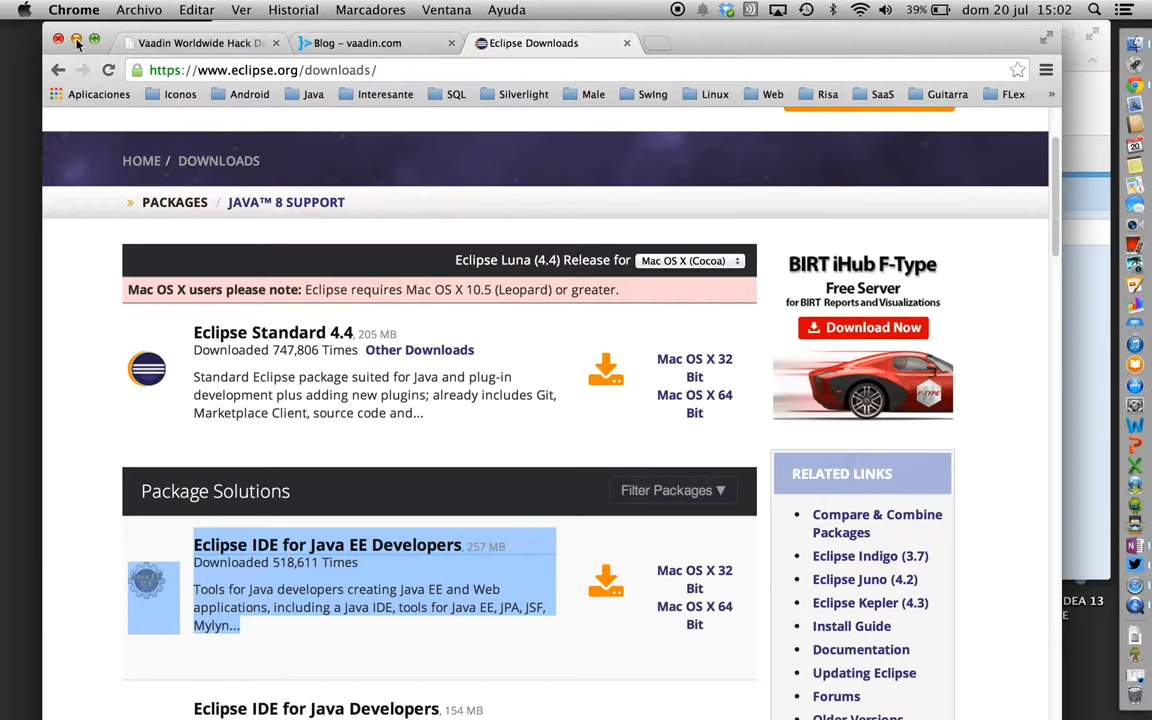 Chrome Archivo Editar Ver Historial Marcadores Ventana Ayuda 39% dom 20 jul 15:02
Vaadin Worldwide Hack Da
Blog – vaadin.com
Eclipse Downloads
https://www.eclipse.org/downloads/
Aplicaciones Iconos Android Java Interesante SQL Silverlight Male SwIng Linux Web Risa SaaS Guitarra FLex »
HOME / DOWNLOADS
PACKAGES / JAVA™ 8 SUPPORT
Eclipse Luna (4.4) Release for Mac OS X (Cocoa)
Mac OS X users please note: Eclipse requires Mac OS X 10.5 (Leopard) or greater.
Eclipse Standard 4.4, 205 MB
Downloaded 747,806 Times Other Downloads
Standard Eclipse package suited for Java and plug-in
development plus adding new plugins; already includes Git,
Marketplace Client, source code and...
Mac OS X 32
Bit
Mac OS X 64
Bit
Package Solutions
Filter Packages ▼
Java EE
IDE
Eclipse IDE for Java EE Developers, 257 MB
Downloaded 518,611 Times
Tools for Java developers creating Java EE and Web
applications, including a Java IDE, tools for Java EE, JPA, JSF,
Mylyn...
Mac OS X 32
Bit
Mac OS X 64
Bit
Eclipse IDE for Java Developers, 154 MB
BIRT iHub F-Type
Free Server
for BIRT Reports and Visualizations
Download Now
F-TYPE
RELATED LINKS
Compare & Combine
Packages
Eclipse Indigo (3.7)
Eclipse Juno (4.2)
Eclipse Kepler (4.3)
Install Guide
Documentation
Updating Eclipse
Forums
Older Versions
DEA 13
E